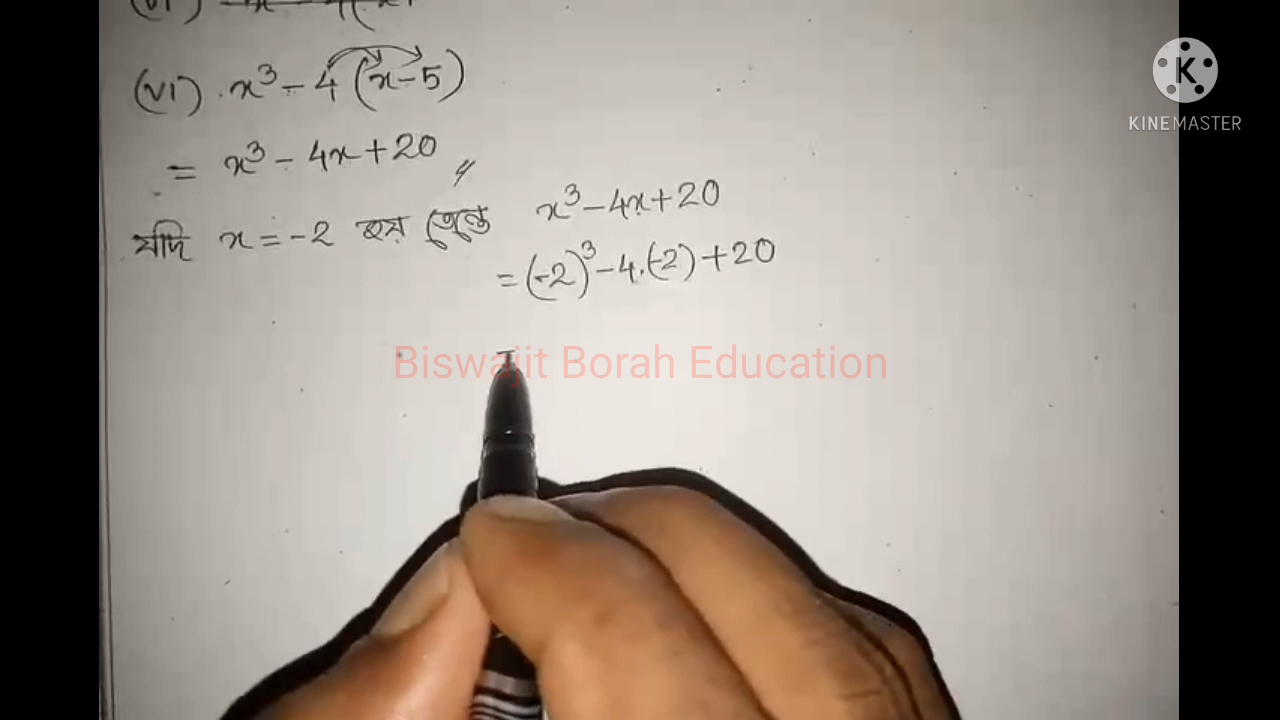 (vi) x³ - 4(x-5)
= x³ - 4x + 20
যদি x = -2 হয় তেন্তে x³ - 4x + 20
= (-2)³ - 4.(-2) + 20
Biswajit Borah Education
K
KINEMASTER